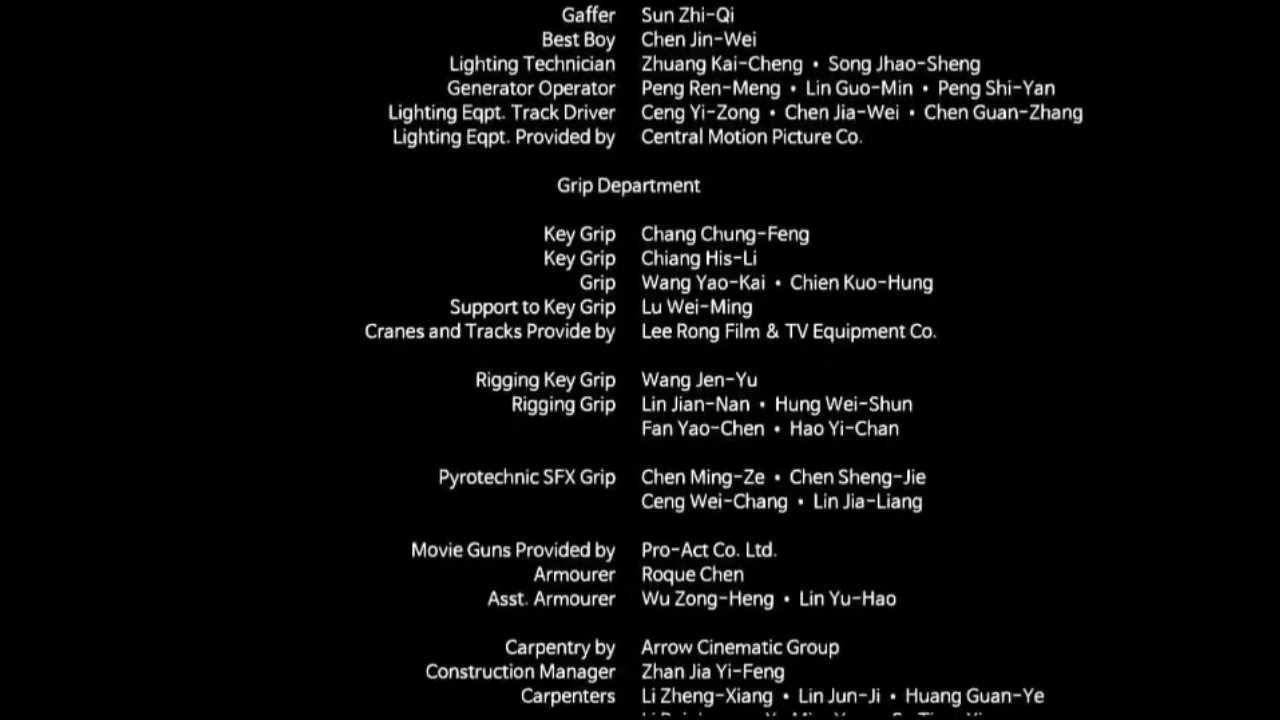 Gaffer Sun Zhi-Qi
Best Boy Chen Jin-Wei
Lighting Technician Zhuang Kai-Cheng • Song Jhao-Sheng
Generator Operator Peng Ren-Meng • Lin Guo-Min • Peng Shi-Yan
Lighting Eqpt. Track Driver Ceng Yi-Zong • Chen Jia-Wei • Chen Guan-Zhang
Lighting Eqpt. Provided by Central Motion Picture Co.
Grip Department
Key Grip Chang Chung-Feng
Key Grip Chiang His-Li
Grip Wang Yao-Kai • Chien Kuo-Hung
Support to Key Grip Lu Wei-Ming
Cranes and Tracks Provide by Lee Rong Film & TV Equipment Co.
Rigging Key Grip Wang Jen-Yu
Rigging Grip Lin Jian-Nan • Hung Wei-Shun
Fan Yao-Chen • Hao Yi-Chan
Pyrotechnic SFX Grip Chen Ming-Ze • Chen Sheng-Jie
Ceng Wei-Chang • Lin Jia-Liang
Movie Guns Provided by Pro-Act Co. Ltd.
Armourer Roque Chen
Asst. Armourer Wu Zong-Heng • Lin Yu-Hao
Carpentry by Arrow Cinematic Group
Construction Manager Zhan Jia Yi-Feng
Carpenters Li Zheng-Xiang • Lin Jun-Ji • Huang Guan-Ye